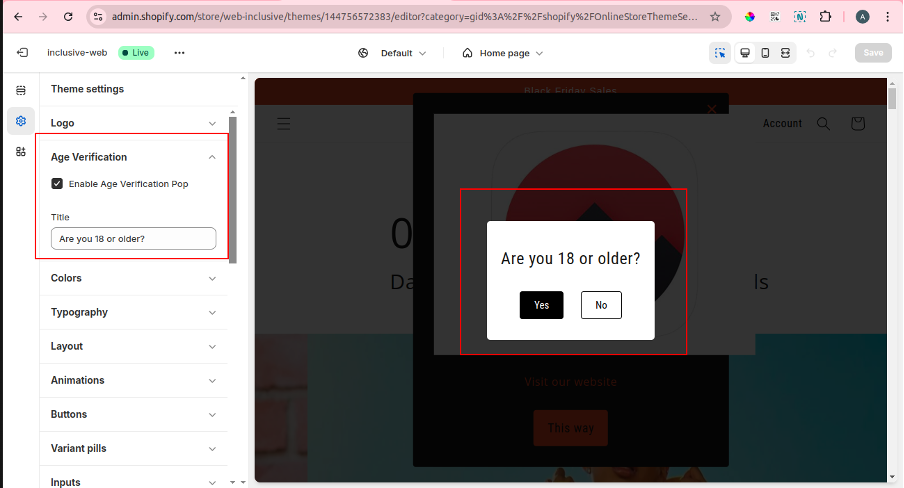 admin.shopify.com/store/web-inclusive/themes/144756572383/editor?category=gid%3A%2F%2Fshopify%2FOnlineStoreThemeSe...
A
inclusive-web
Live
Default
Home page
Save
Theme settings
Logo
Age Verification
Enable Age Verification Pop
Title
Are you 18 or older?
Colors
Typography
Layout
Animations
Buttons
Variant pills
Inputs
Black Friday Sales
Account
0
Da
ls
Are you 18 or older?
Yes
No
Visit our website
This way